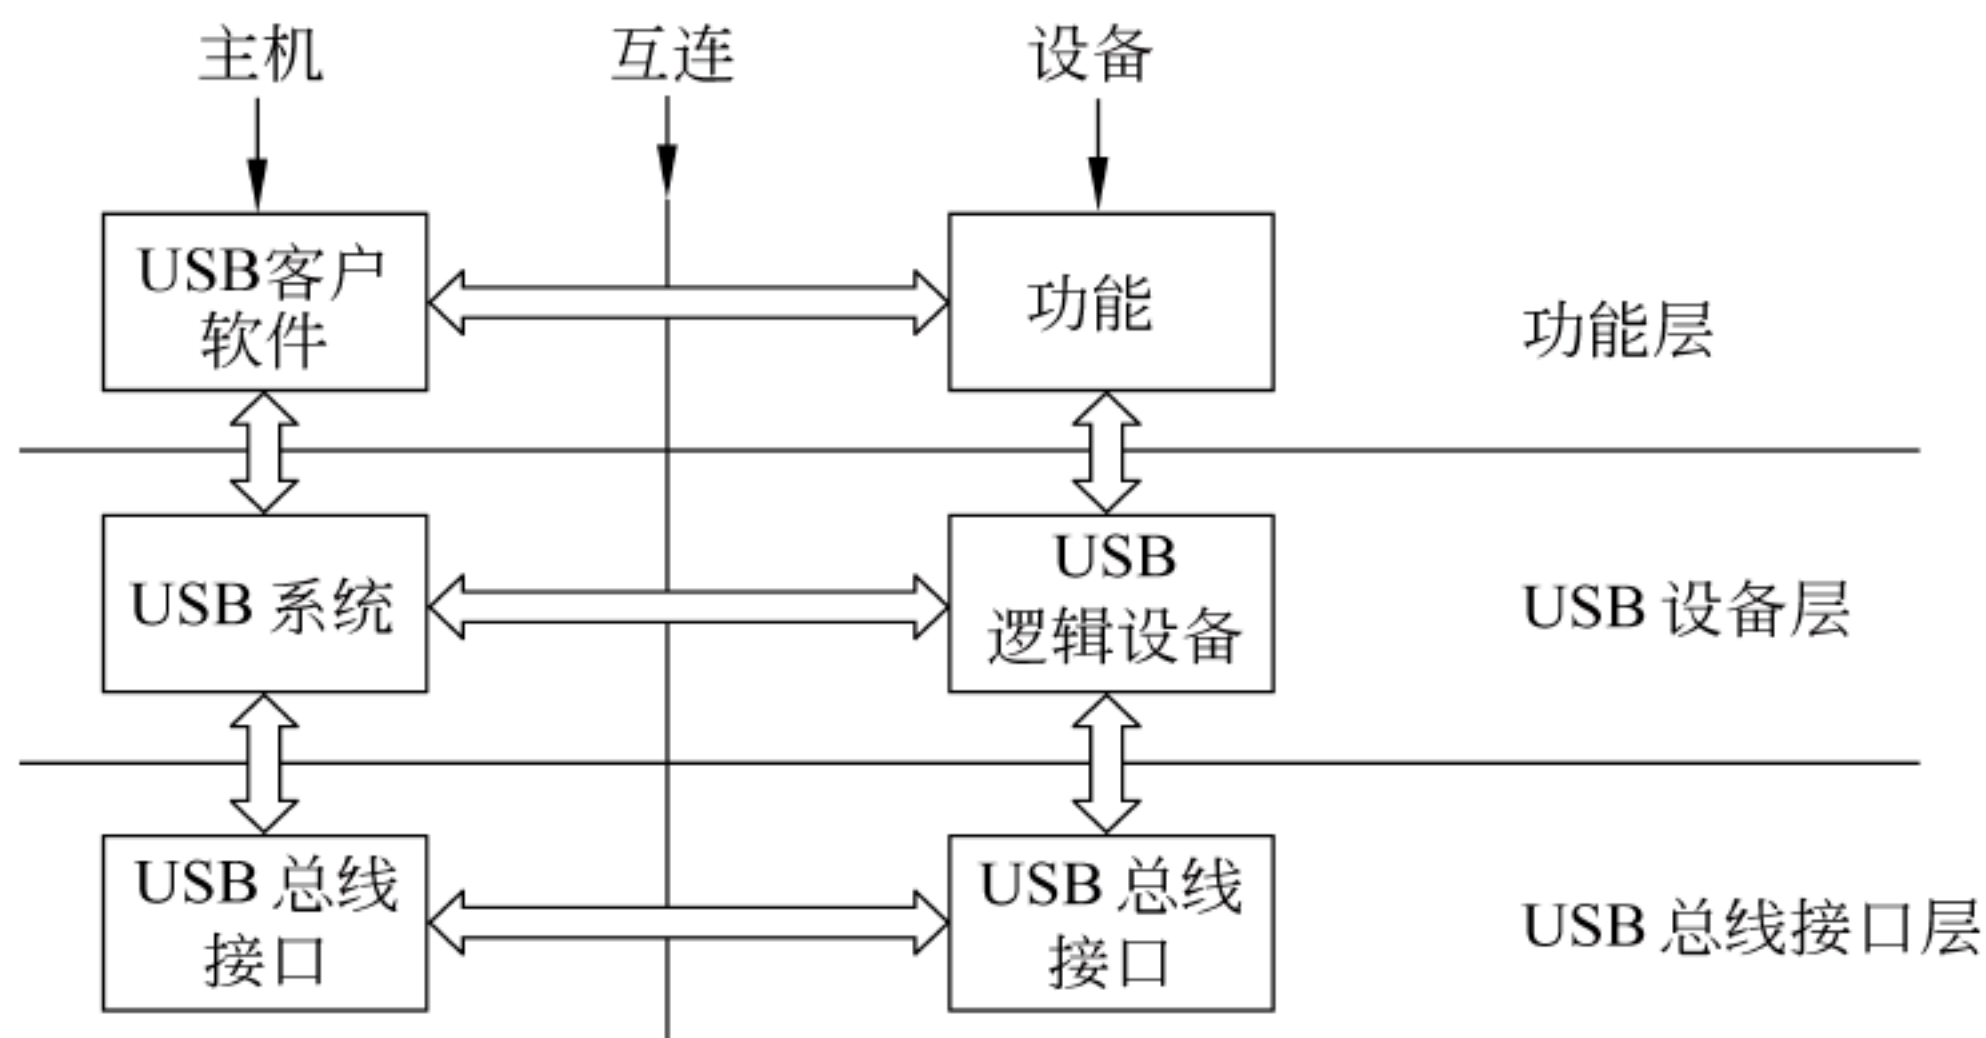 主机
互连
设备
USB客户
软件
功能
功能层
USB 系统
USB
逻辑设备
USB 设备层
USB 总线
接口
USB 总线
接口
USB 总线接口层